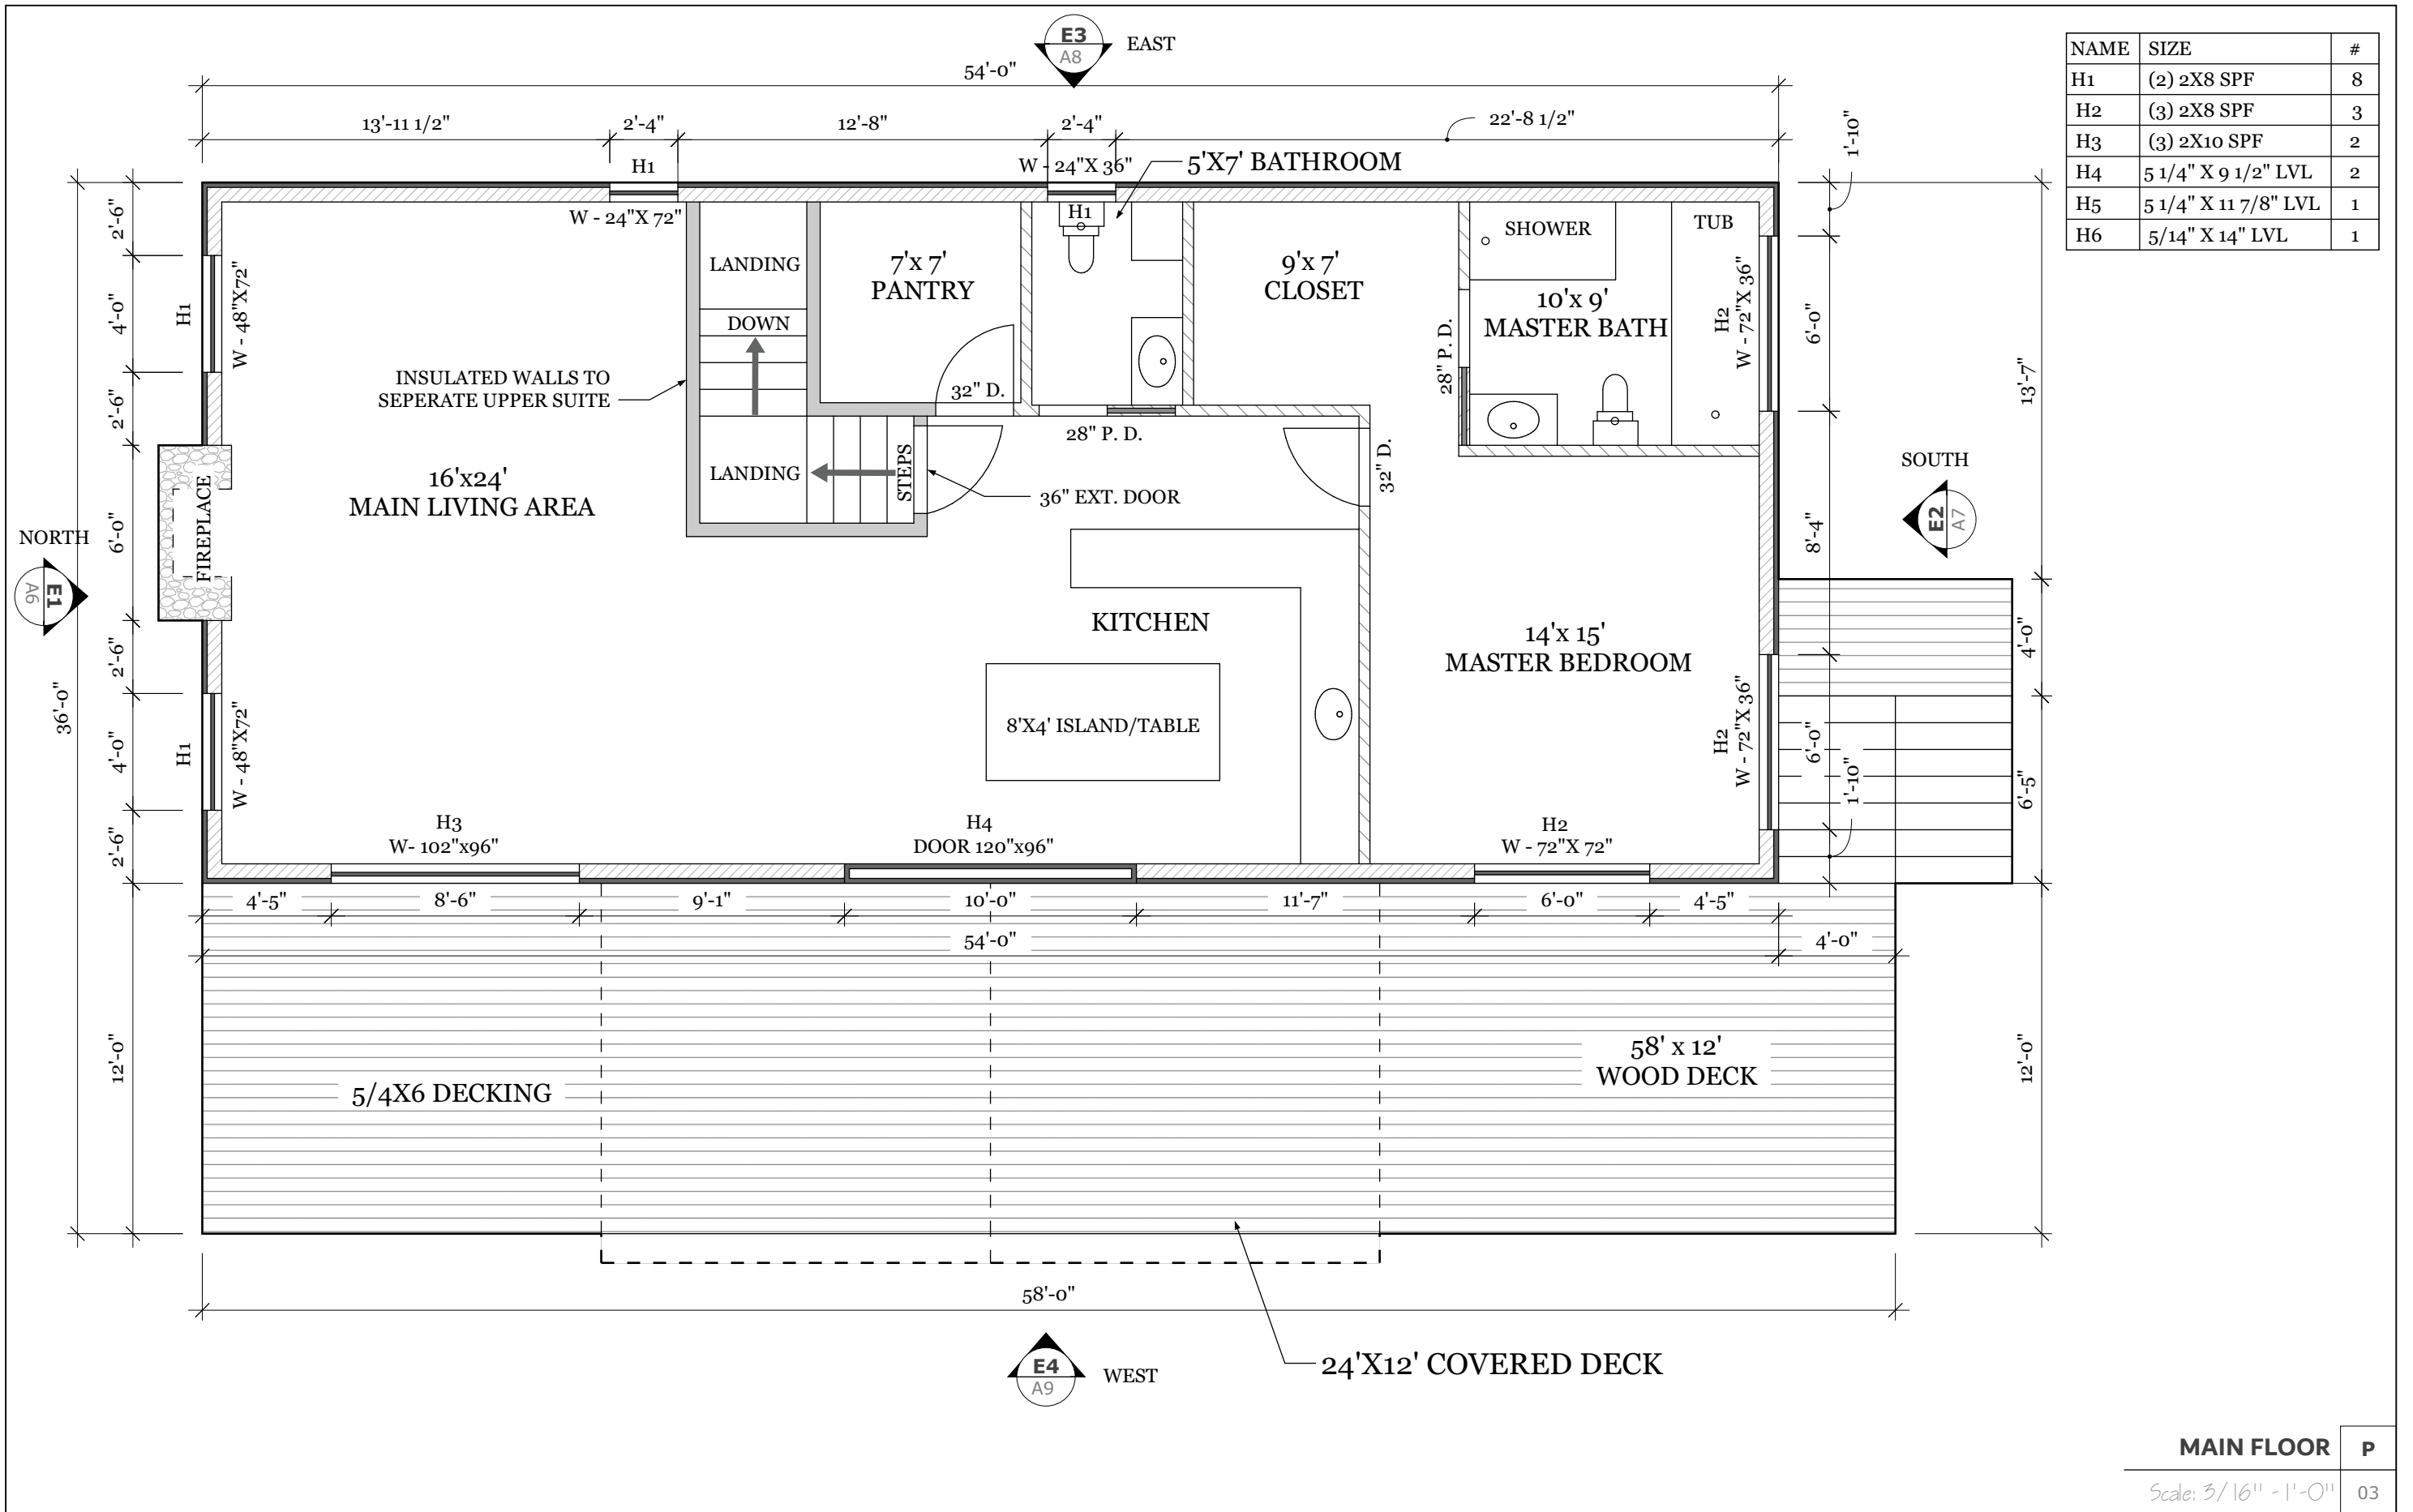 E3
A8
EAST
54'-0"
13'-11 1/2"
2'-4"
12'-8"
2'-4"
22'-8 1/2"
1'-10"
NAME SIZE #
H1 (2) 2X8 SPF 8
H2 (3) 2X8 SPF 3
H3 (3) 2X10 SPF 2
H4 5 1/4" X 9 1/2" LVL 2
H5 5 1/4" X 11 7/8" LVL 1
H6 5/14" X 14" LVL 1
H1
W - 24"X 36"
5'X7' BATHROOM
W - 24"X 72"
H1
2'-6"
4'-0"
2'-6"
6'-0"
2'-6"
4'-0"
2'-6"
36'-0"
12'-0"
H1
W - 48"X72"
H1
W - 48"X72"
NORTH
E1
A6
FIREPLACE
INSULATED WALLS TO
SEPERATE UPPER SUITE
16'x24'
MAIN LIVING AREA
LANDING
DOWN
LANDING
STEPS
7'x 7'
PANTRY
32" D.
28" P. D.
36" EXT. DOOR
9'x 7'
CLOSET
32" D.
28" P. D.
SHOWER
TUB
10'x 9'
MASTER BATH
H2
W - 72"X 36"
6'-0"
8'-4"
6'-0"
1'-10"
13'-7"
4'-0"
6'-5"
12'-0"
SOUTH
E2
A7
KITCHEN
8'X4' ISLAND/TABLE
14'x 15'
MASTER BEDROOM
H2
W - 72"X 36"
H3
W- 102"x96"
H4
DOOR 120"x96"
H2
W - 72"X 72"
4'-5"
8'-6"
9'-1"
10'-0"
11'-7"
6'-0"
4'-5"
54'-0"
4'-0"
5/4X6 DECKING
58' x 12'
WOOD DECK
58'-0"
24'X12' COVERED DECK
E4
A9
WEST
MAIN FLOOR P
Scale: 3/16" - 1'-0" 03